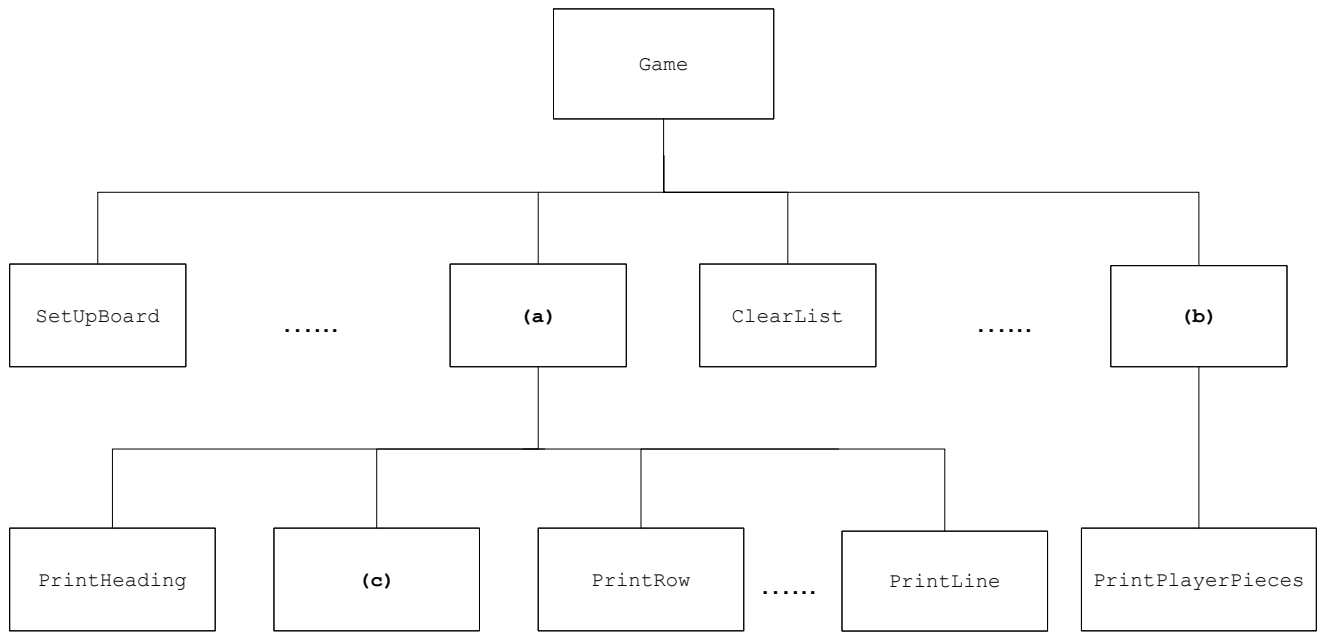 Game
SetUpBoard
......
(a)
ClearList
......
(b)
PrintHeading
(c)
PrintRow
......
PrintLine
PrintPlayerPieces